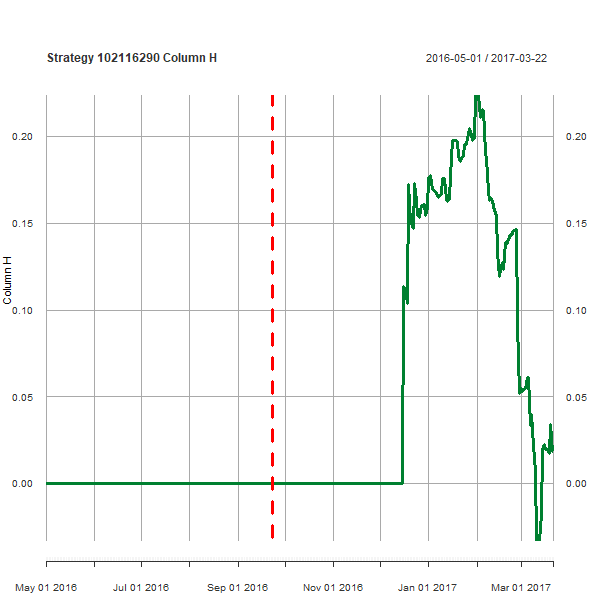 Strategy 102116290 Column H
2016-05-01 / 2017-03-22
0.20
0.20
0.15
0.15
0.10
0.10
0.05
0.05
0.00
0.00
Column H
May 01 2016
Jul 01 2016
Sep 01 2016
Nov 01 2016
Jan 01 2017
Mar 01 2017